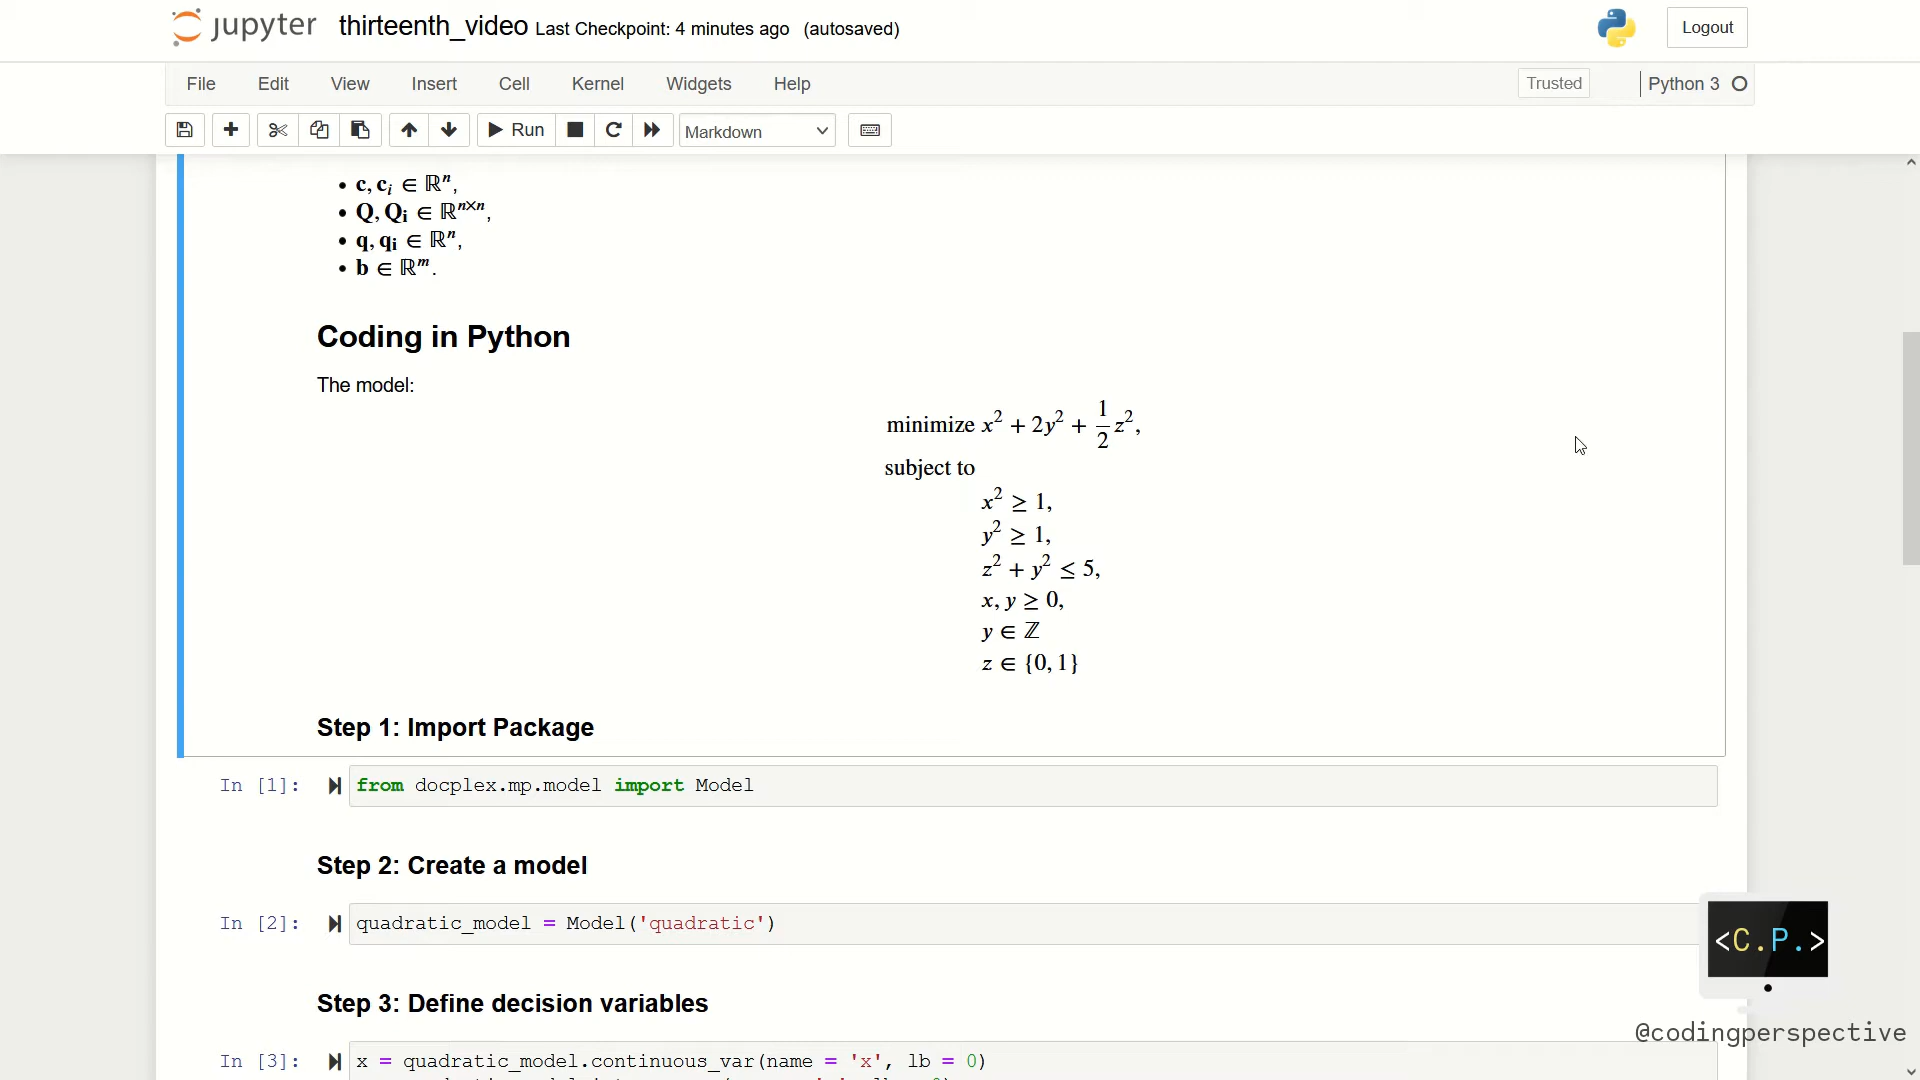 jupyter thirteenth_video Last Checkpoint: 4 minutes ago (autosaved) Logout
File Edit View Insert Cell Kernel Widgets Help Trusted Python 3
Run Markdown
• c, cᵢ ∈ ℝⁿ,
• Q, Qᵢ ∈ ℝⁿˣⁿ,
• q, qᵢ ∈ ℝⁿ,
• b ∈ ℝᵐ.
Coding in Python
The model:
minimize x² + 2y² + 1/2 z²,
subject to
x² ≥ 1,
y² ≥ 1,
z² + y² ≤ 5,
x, y ≥ 0,
y ∈ ℤ
z ∈ {0, 1}
Step 1: Import Package
In [1]: from docplex.mp.model import Model
Step 2: Create a model
In [2]: quadratic_model = Model('quadratic')
<C.P.>
Step 3: Define decision variables
@codingperspective
In [3]: x = quadratic_model.continuous_var(name = 'x', lb = 0)